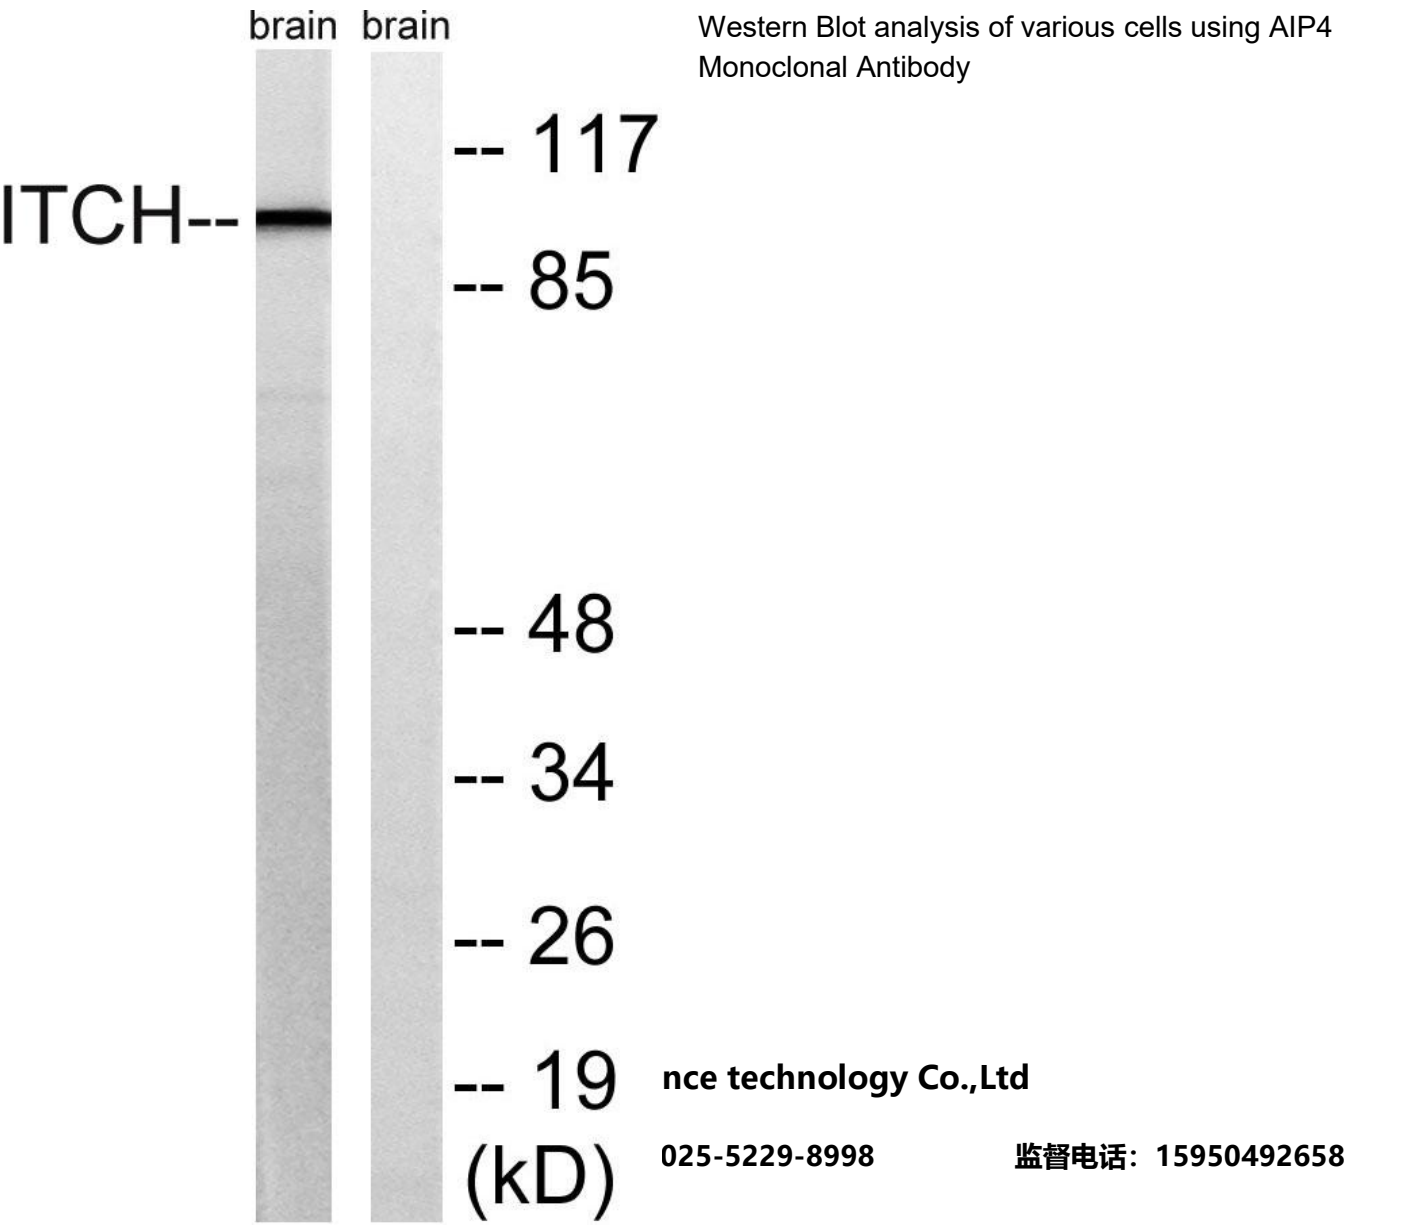 brain brain
Western Blot analysis of various cells using AIP4
Monoclonal Antibody
-- 117
ITCH--
-- 85
-- 48
-- 34
-- 26
-- 19
nce technology Co.,Ltd
(kD)
025-5229-8998 监督电话：15950492658